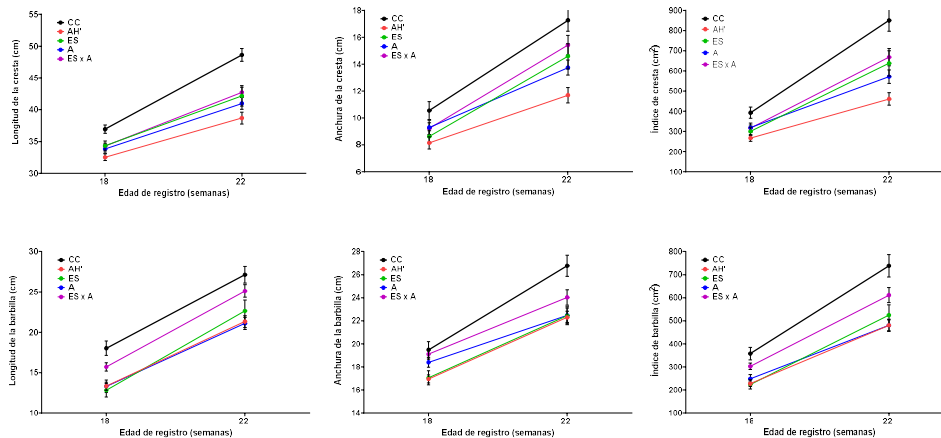 Longitud de la cresta (cm)
55
50
45
40
35
30
CC
AH'
ES
A
ES x A
18
22
Edad de registro (semanas)
Anchura de la cresta (cm)
18
16
14
12
10
8
6
CC
AH'
ES
A
ES x A
18
22
Edad de registro (semanas)
Índice de cresta (cm²)
900
800
700
600
500
400
300
200
100
CC
AH'
ES
A
ES x A
18
22
Edad de registro (semanas)
Longitud de la barbilla (cm)
30
25
20
15
10
CC
AH'
ES
A
ES x A
18
22
Edad de registro (semanas)
Anchura de la barbilla (cm)
28
26
24
22
20
18
16
14
CC
AH'
ES
A
ES x A
18
22
Edad de registro (semanas)
Índice de barbilla (cm²)
800
700
600
500
400
300
200
100
CC
AH'
ES
A
ES x A
18
22
Edad de registro (semanas)